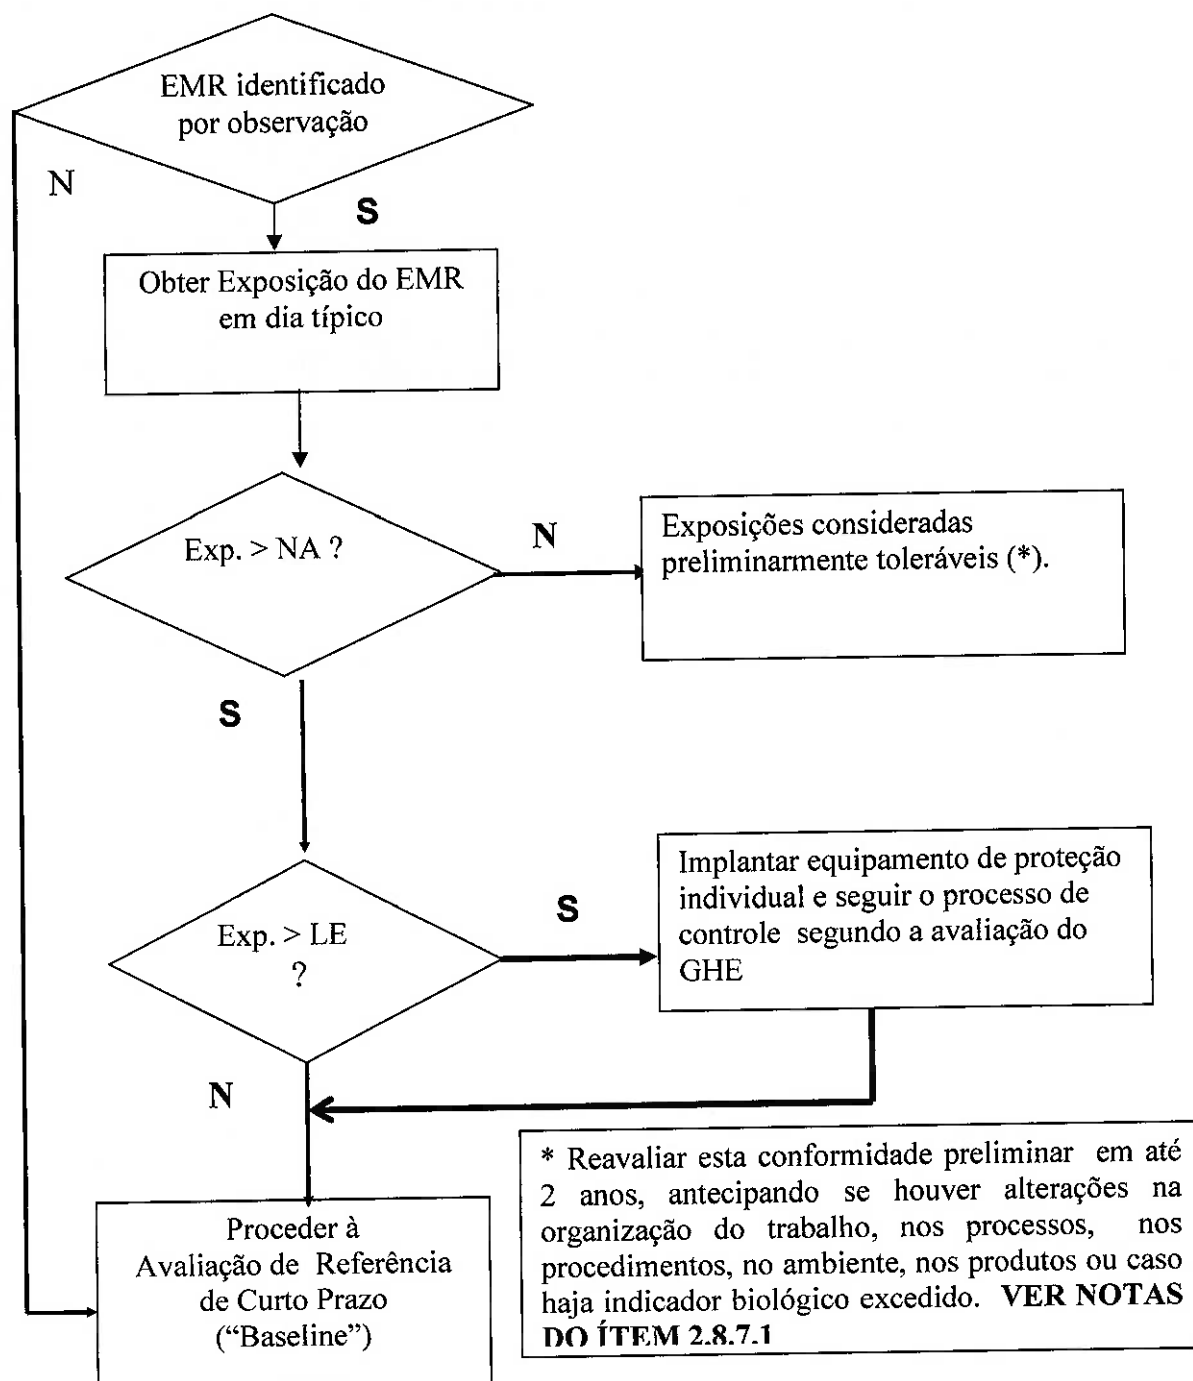 EMR identificado
por observação
N
S
Obter Exposição do EMR
em dia típico
Exp. > NA ?
N
Exposições consideradas
preliminarmente toleráveis (*).
S
Exp. > LE
?
S
Implantar equipamento de proteção
individual e seguir o processo de
controle segundo a avaliação do
GHE
N
* Reavaliar esta conformidade preliminar em até
2 anos, antecipando se houver alterações na
organização do trabalho, nos processos, nos
procedimentos, no ambiente, nos produtos ou caso
haja indicador biológico excedido. VER NOTAS
DO ÍTEM 2.8.7.1
Proceder à
Avaliação de Referência
de Curto Prazo
(“Baseline”)